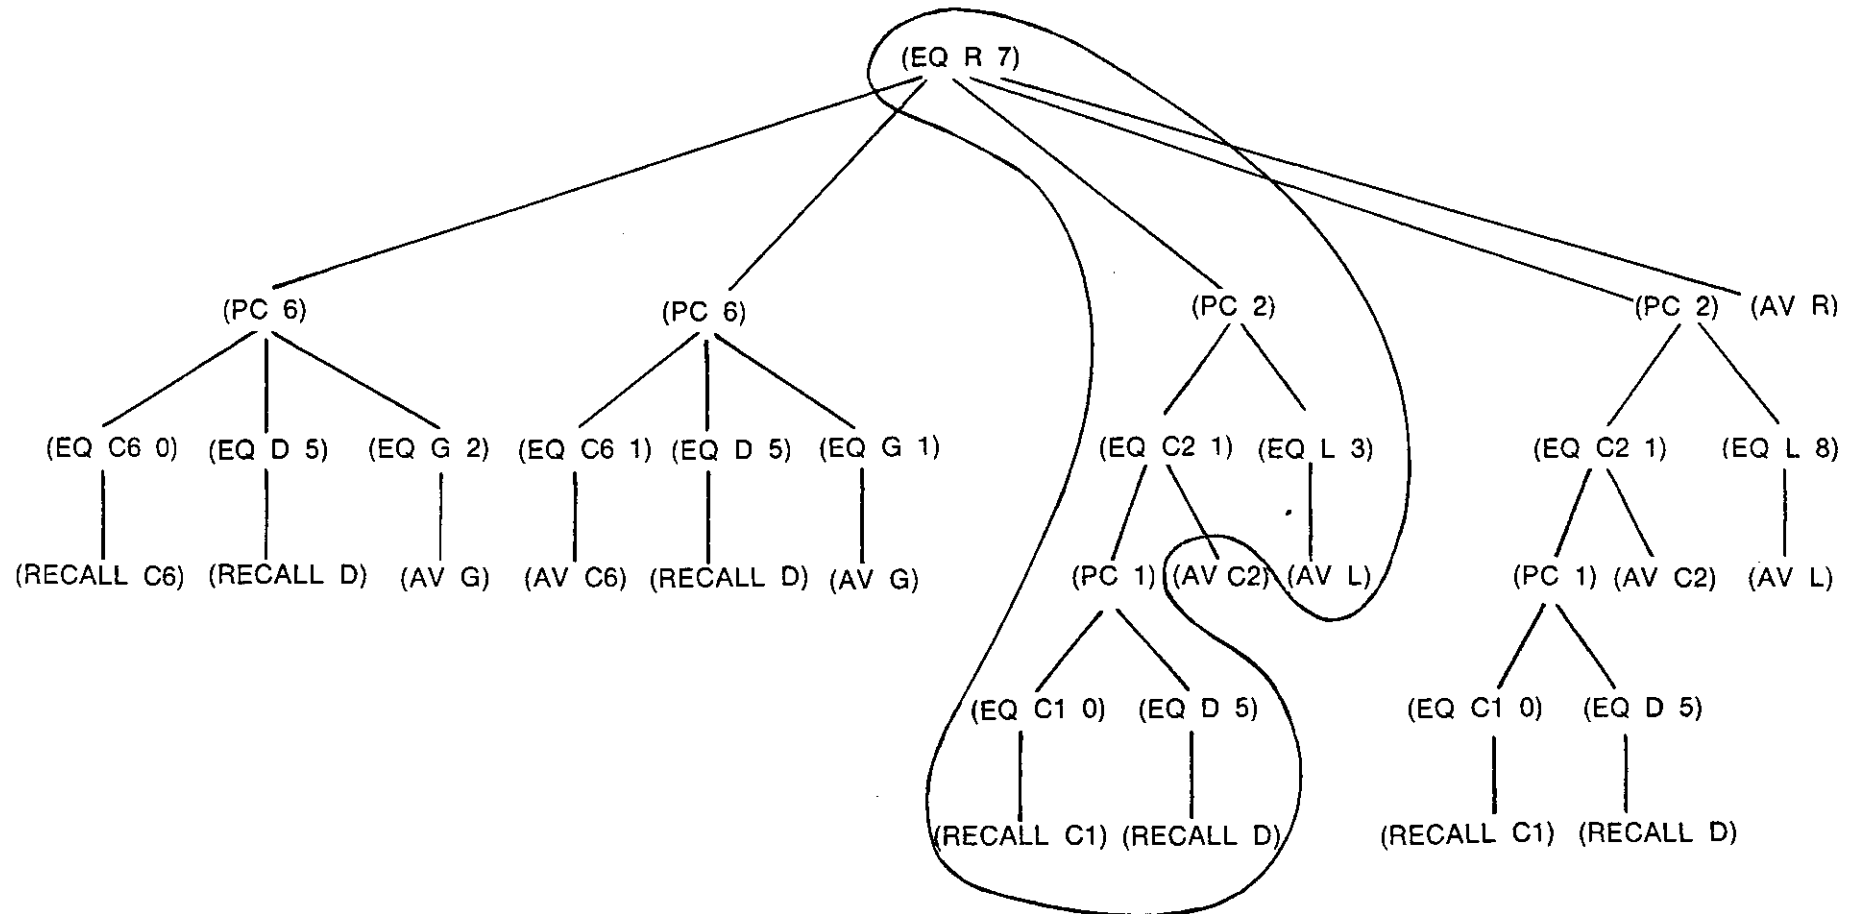 (EQ R 7)
(PC 6) (PC 6) (PC 2) (PC 2) (AV R)
(EQ C6 0) (EQ D 5) (EQ G 2) (EQ C6 1) (EQ D 5) (EQ G 1) (EQ C2 1) (EQ L 3) (EQ C2 1) (EQ L 8)
(RECALL C6) (RECALL D) (AV G) (AV C6) (RECALL D) (AV G) (PC 1) (AV C2) (AV L) (PC 1) (AV C2) (AV L)
(EQ C1 0) (EQ D 5) (EQ C1 0) (EQ D 5)
(RECALL C1) (RECALL D) (RECALL C1) (RECALL D)